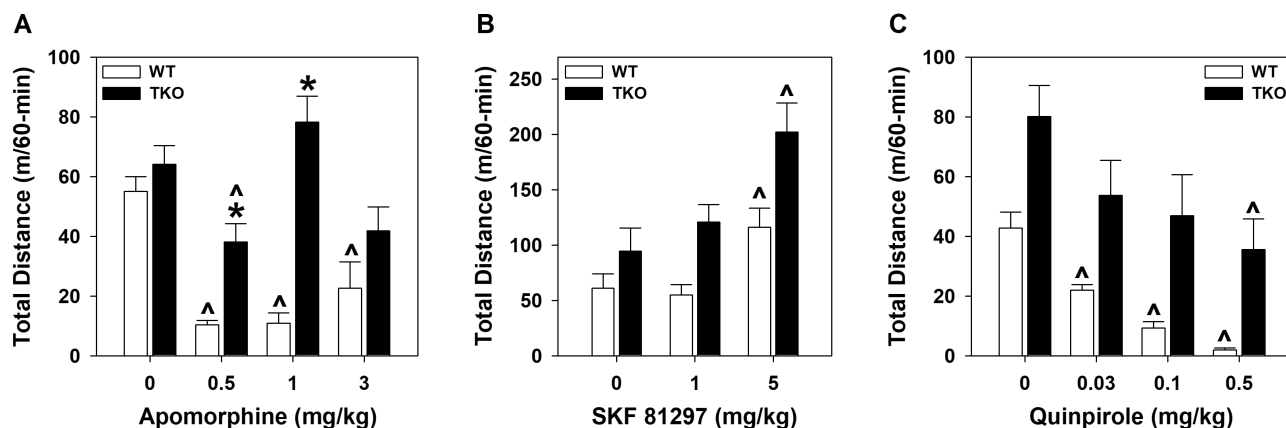 A
Total Distance (m/60-min)
100
80
60
40
20
0
WT
TKO
^
^
*
^
*
^
0
0.5
1
3
Apomorphine (mg/kg)
B
Total Distance (m/60-min)
250
200
150
100
50
0
WT
TKO
^
^
0
1
5
SKF 81297 (mg/kg)
C
Total Distance (m/60-min)
100
80
60
40
20
0
WT
TKO
^
^
^
^
0
0.03
0.1
0.5
Quinpirole (mg/kg)